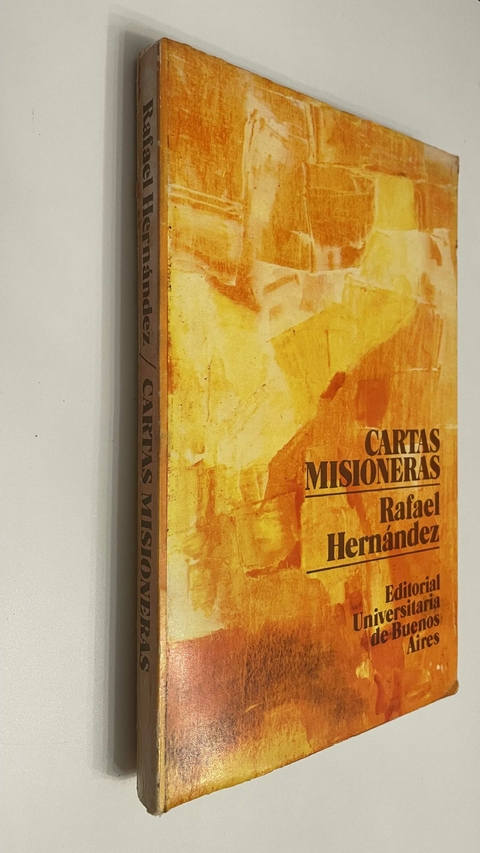 Rafael Hernández / CARTAS MISIONERAS
CARTAS
MISIONERAS
Rafael
Hernández
Editorial
Universitaria
de Buenos
Aires